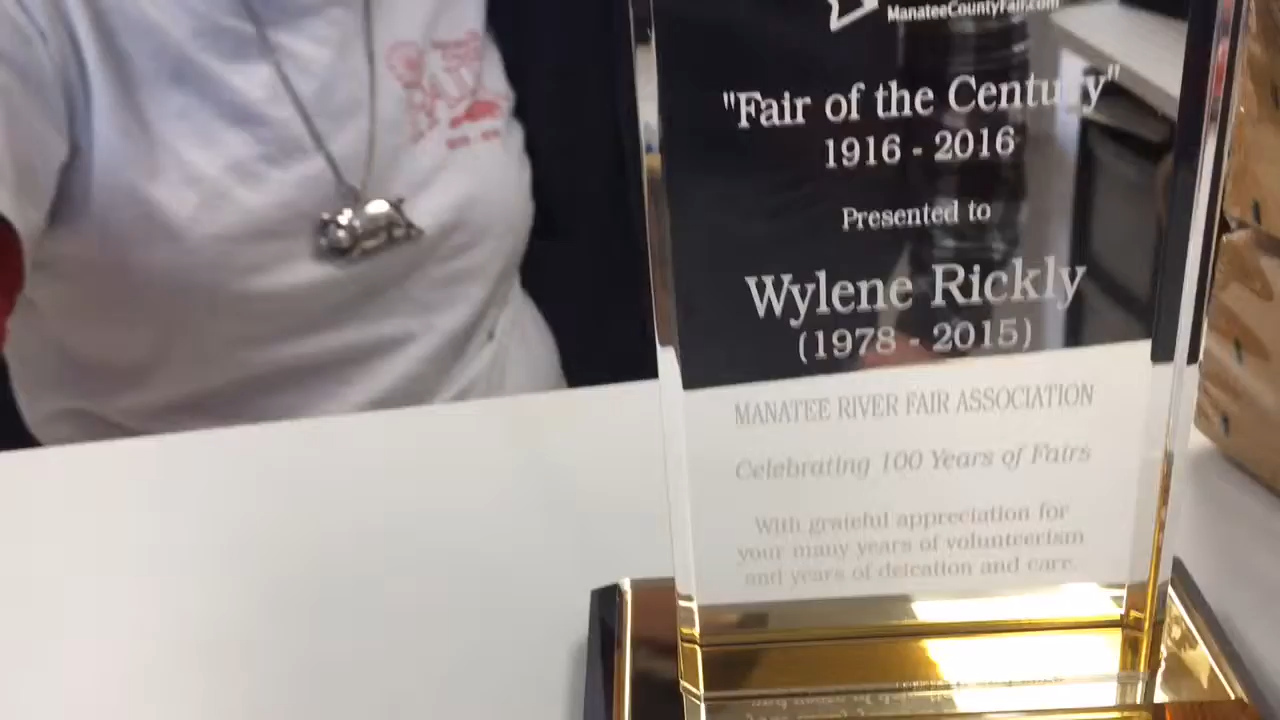 ManateeCountyFair.com
"Fair of the Century"
1916 - 2016
Presented to
Wylene Rickly
(1978 - 2015)
MANATEE RIVER FAIR ASSOCIATION
Celebrating 100 Years of Fairs
With grateful appreciation for
your many years of volunteerism
and years of deication and care.